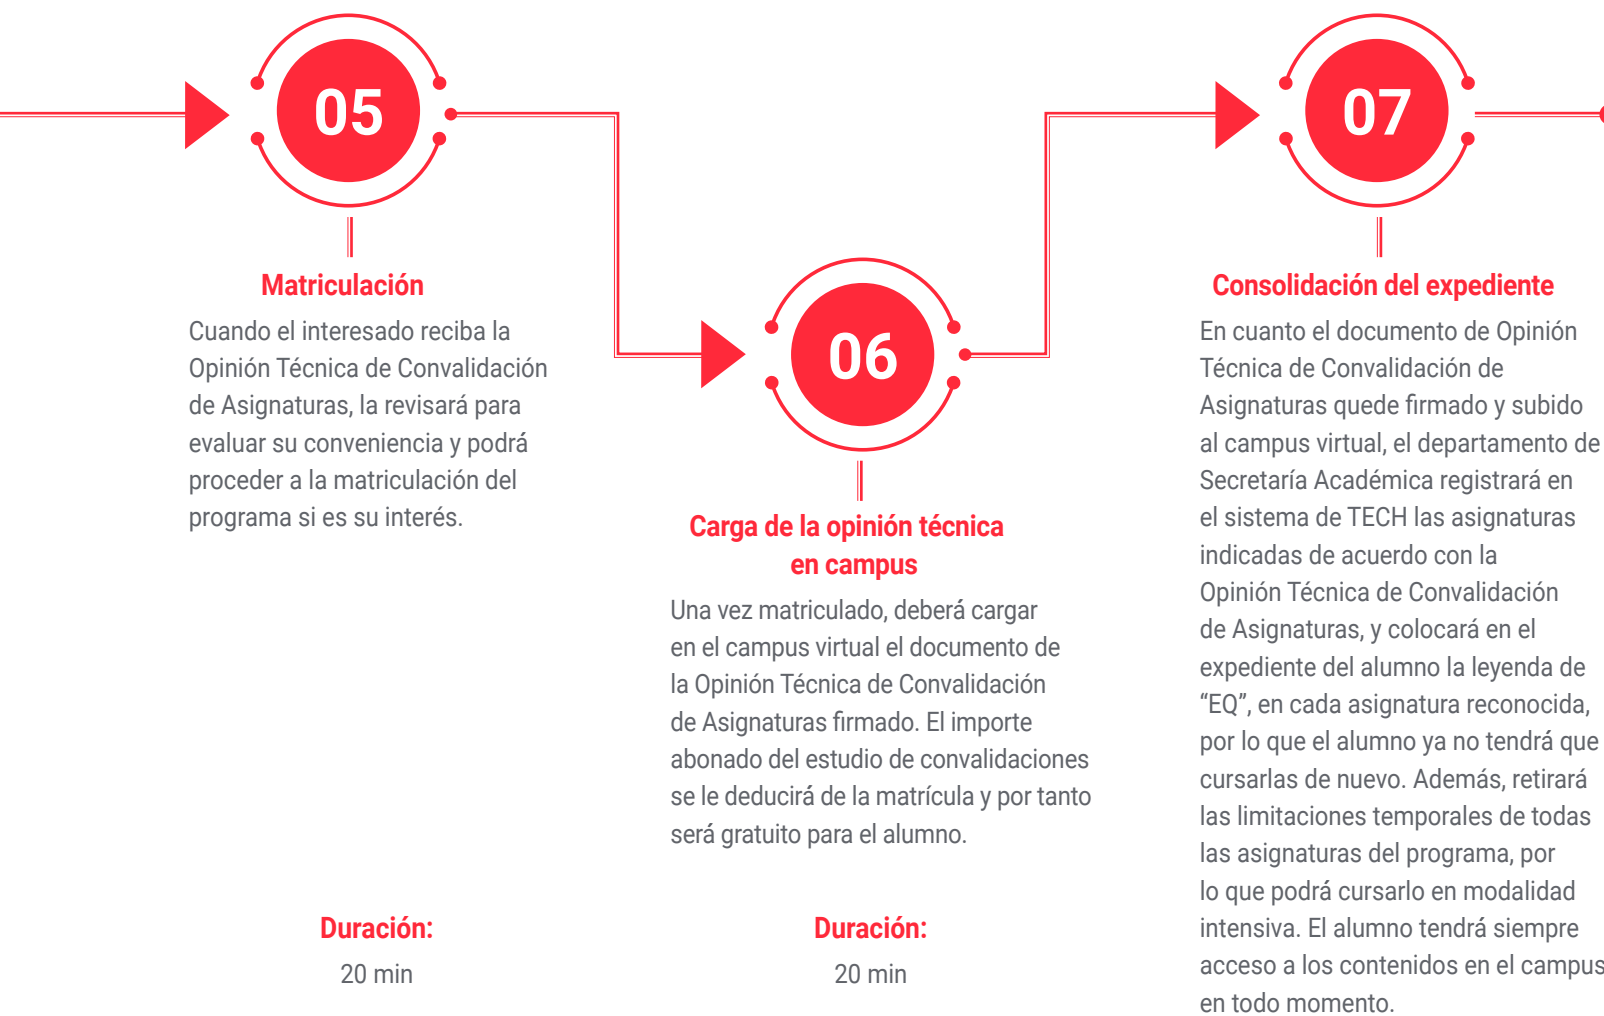 05
Matriculación
Cuando el interesado reciba la
Opinión Técnica de Convalidación
de Asignaturas, la revisará para
evaluar su conveniencia y podrá
proceder a la matriculación del
programa si es su interés.
Duración:
20 min
06
Carga de la opinión técnica
en campus
Una vez matriculado, deberá cargar
en el campus virtual el documento de
la Opinión Técnica de Convalidación
de Asignaturas firmado. El importe
abonado del estudio de convalidaciones
se le deducirá de la matrícula y por tanto
será gratuito para el alumno.
Duración:
20 min
07
Consolidación del expediente
En cuanto el documento de Opinión
Técnica de Convalidación de
Asignaturas quede firmado y subido
al campus virtual, el departamento de
Secretaría Académica registrará en
el sistema de TECH las asignaturas
indicadas de acuerdo con la
Opinión Técnica de Convalidación
de Asignaturas, y colocará en el
expediente del alumno la leyenda de
“EQ”, en cada asignatura reconocida,
por lo que el alumno ya no tendrá que
cursarlas de nuevo. Además, retirará
las limitaciones temporales de todas
las asignaturas del programa, por
lo que podrá cursarlo en modalidad
intensiva. El alumno tendrá siempre
acceso a los contenidos en el campus
en todo momento.